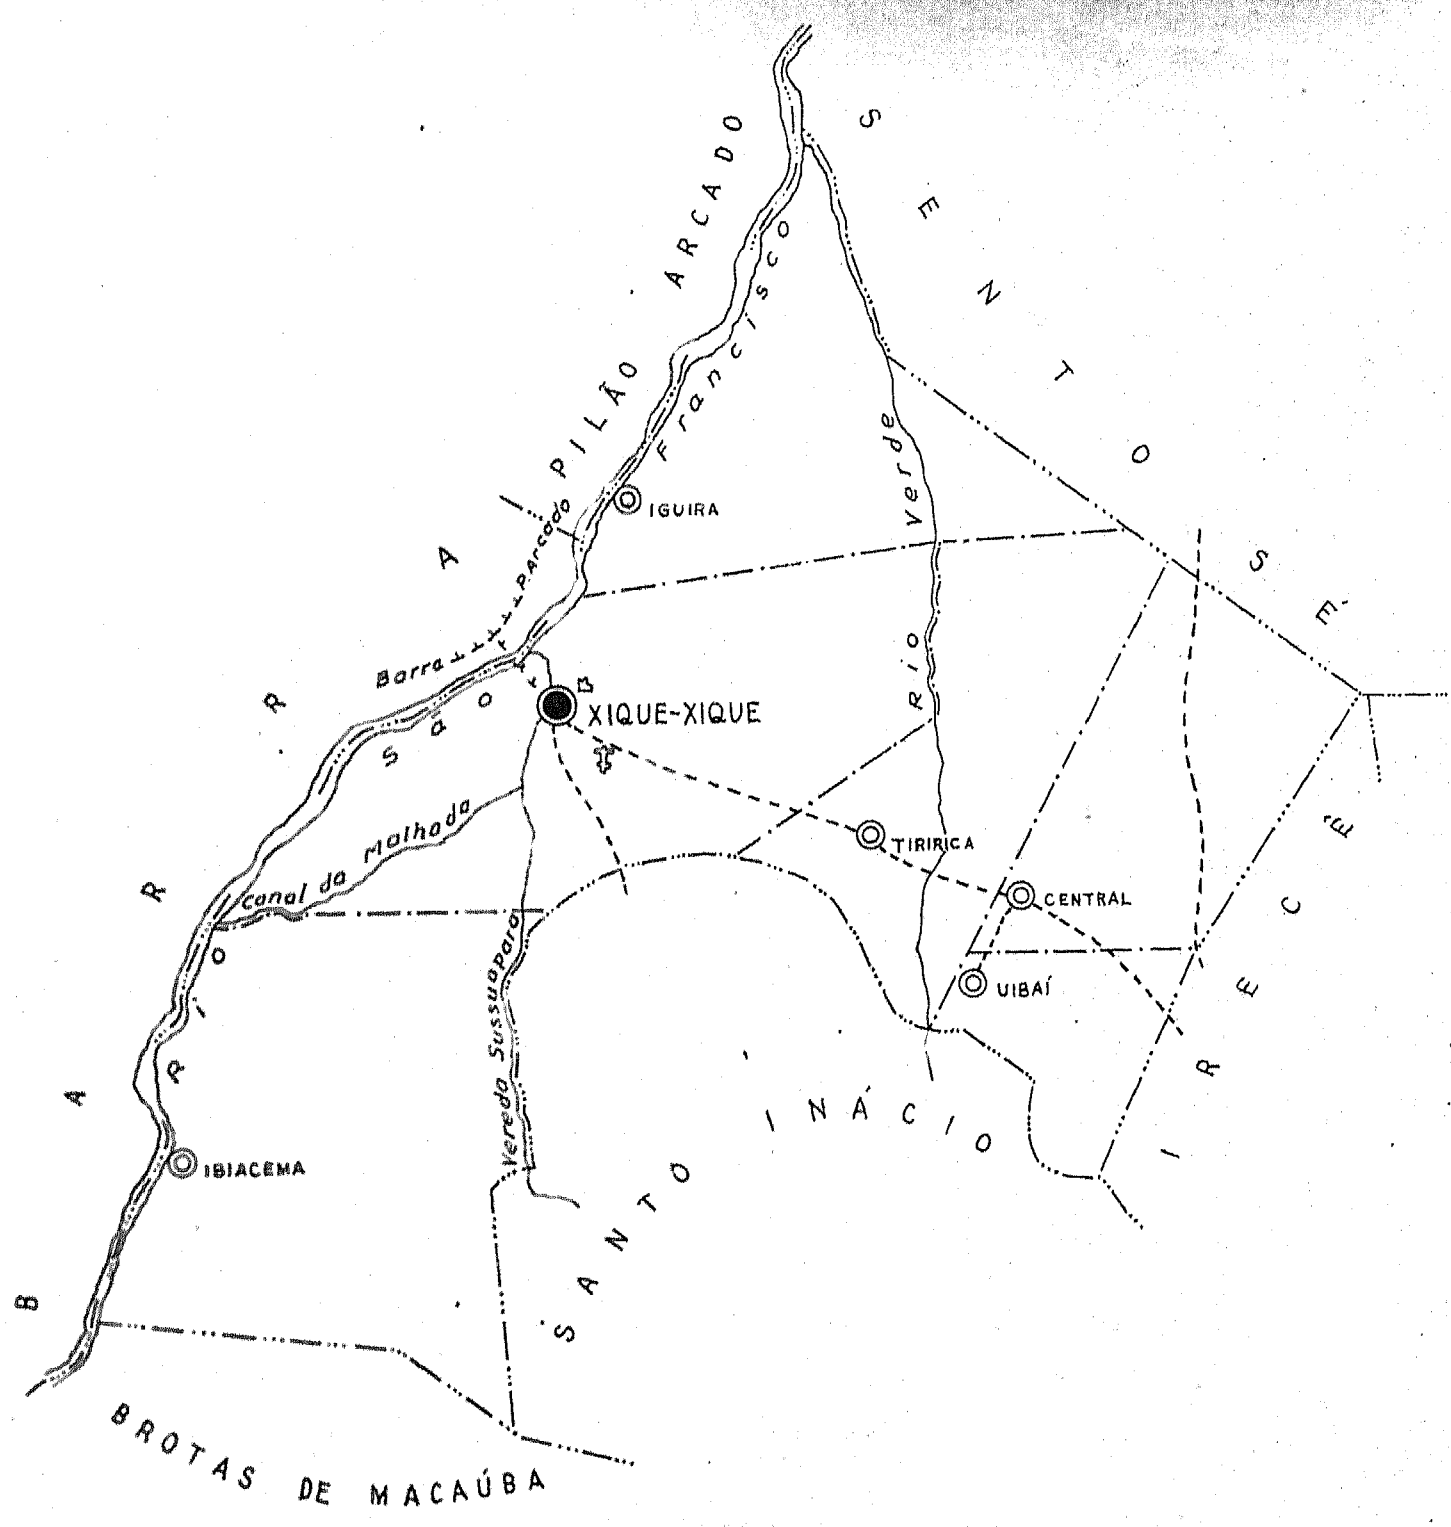 SENTO SÉ
PILÃO ARCADO
Rio São Francisco
IGUIRA
Rio Verde
P.Arcado
Barra
BARRA
XIQUE-XIQUE
Canal da Malhada
TIRIRICA
CENTRAL
UIBAÍ
IRECÊ
Vereda Sussuapara
IBIACEMA
SANTO INÁCIO
BROTAS DE MACAÚBA